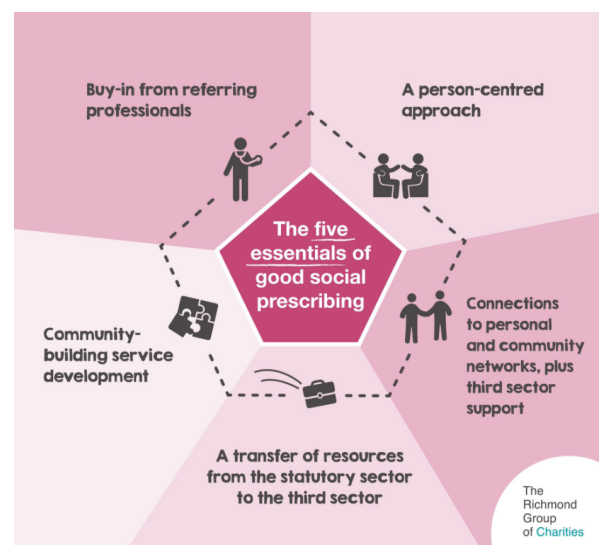 Buy-in from referring
professionals
A person-centred
approach
The five
essentials of
good social
prescribing
Connections
to personal
and community
networks, plus
third sector
support
Community-
building service
development
A transfer of resources
from the statutory sector
to the third sector
The
Richmond
Group
of Charities